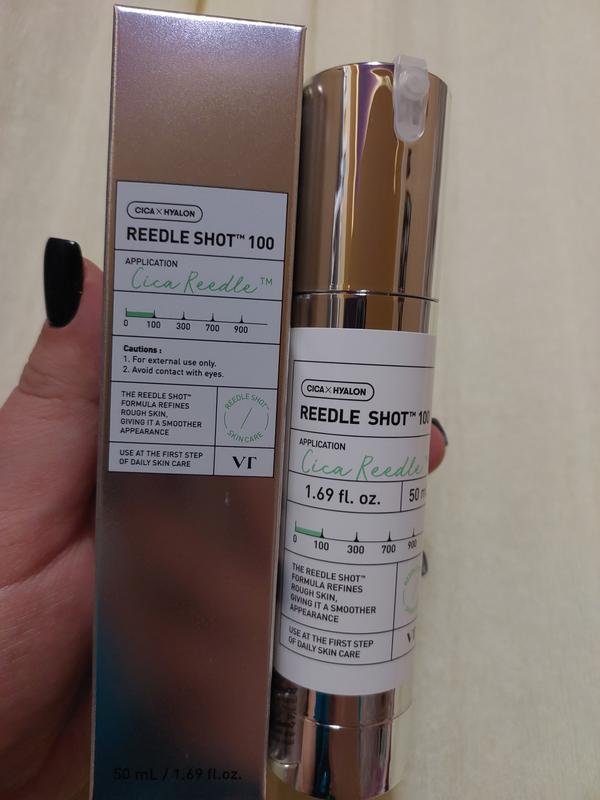 CICA×HYALON
REEDLE SHOT™ 100
APPLICATION
Cica Reedle™
0 100 300 700 900
Cautions :
1. For external use only.
2. Avoid contact with eyes.
THE REEDLE SHOT™
FORMULA REFINES
ROUGH SKIN,
GIVING IT A SMOOTHER
APPEARANCE
REEDLE SHOT™
SKINCARE
USE AT THE FIRST STEP
OF DAILY SKIN CARE
VT
50 mL / 1.69 fl.oz.
CICA×HYALON
REEDLE SHOT™ 100
APPLICATION
Cica Reedle
1.69 fl. oz.
50 m
0 100 300 700 900
THE REEDLE SHOT™
FORMULA REFINES
ROUGH SKIN,
GIVING IT A SMOOTHER
APPEARANCE
USE AT THE FIRST STEP
OF DAILY SKIN CARE